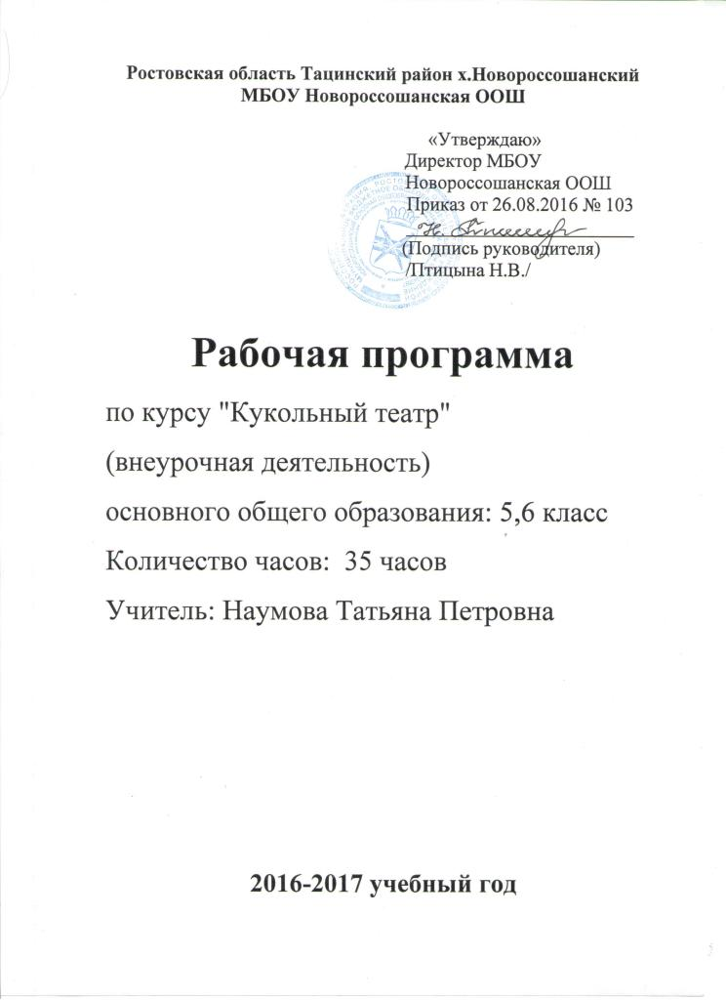 Ростовская область Тацинский район х.Новороссошанский
МБОУ Новороссошанская ООШ
«Утверждаю»
Директор МБОУ
Новороссошанская ООШ
Приказ от 26.08.2016 № 103
(Подпись руководителя)
/Птицына Н.В./
Рабочая программа
по курсу "Кукольный театр"
(внеурочная деятельность)
основного общего образования: 5,6 класс
Количество часов: 35 часов
Учитель: Наумова Татьяна Петровна
2016-2017 учебный год